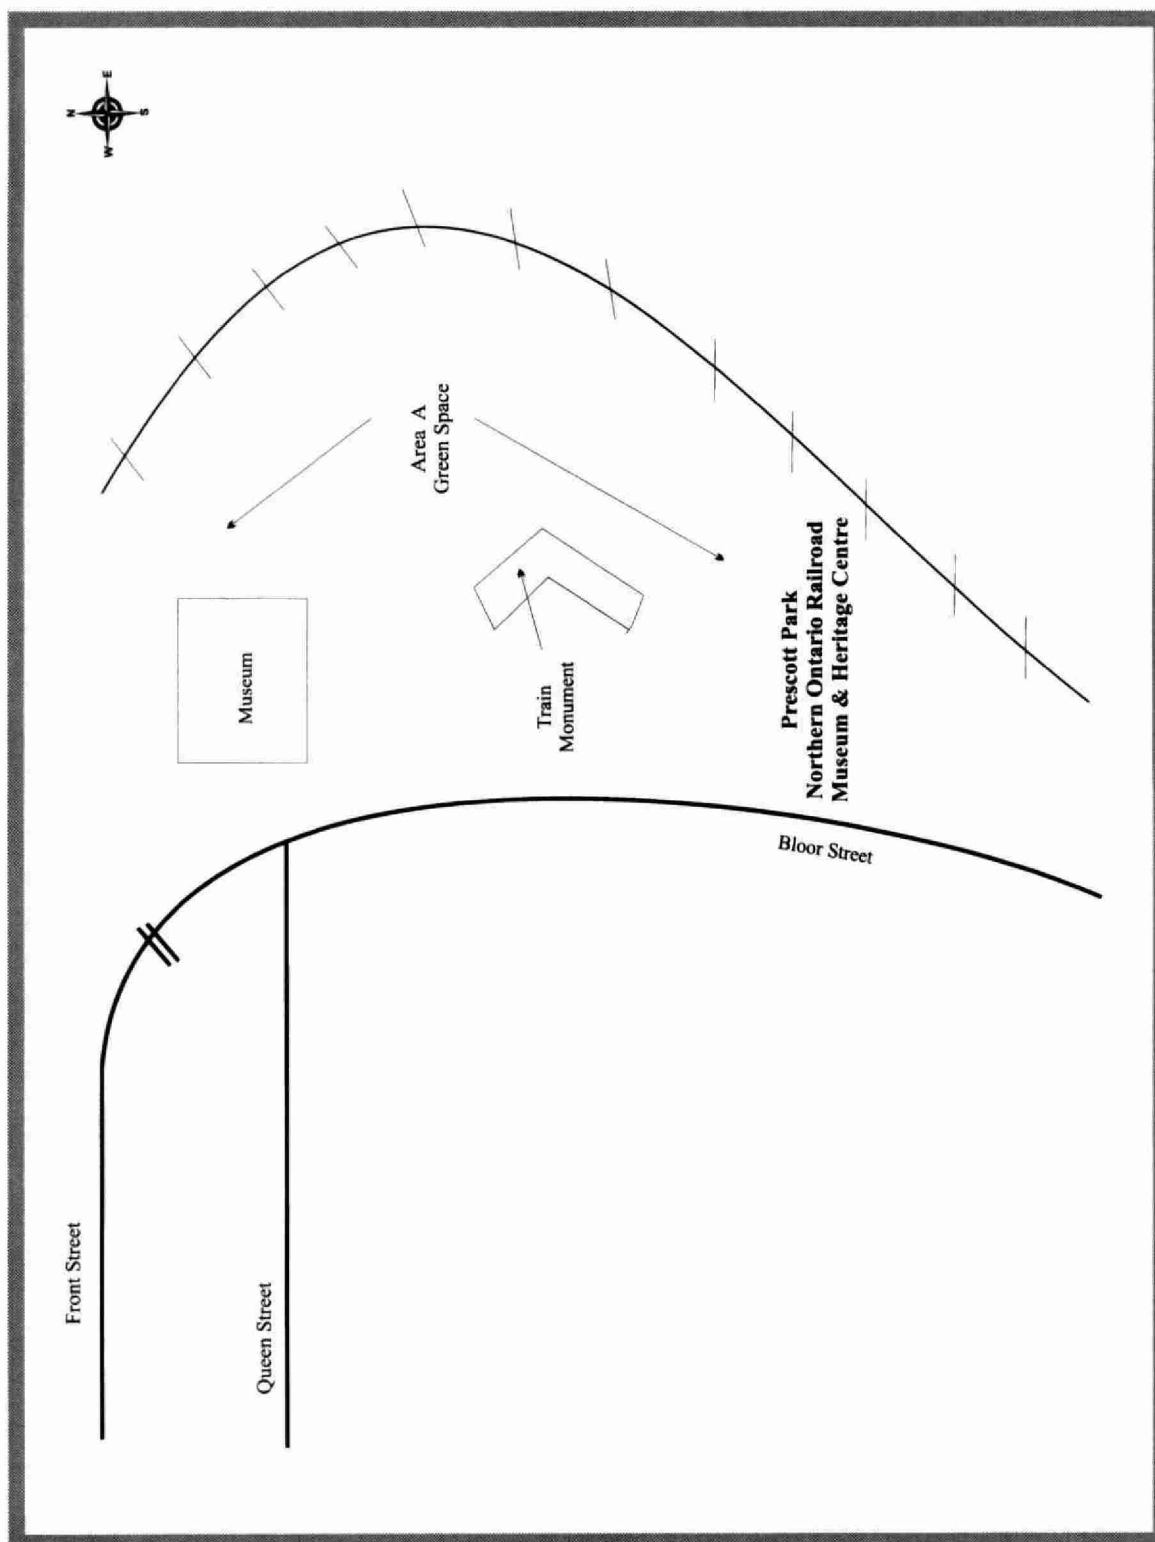 N
W
E
S
Front Street
Queen Street
Museum
Area A
Green Space
Train
Monument
Prescott Park
Northern Ontario Railroad
Museum & Heritage Centre
Bloor Street